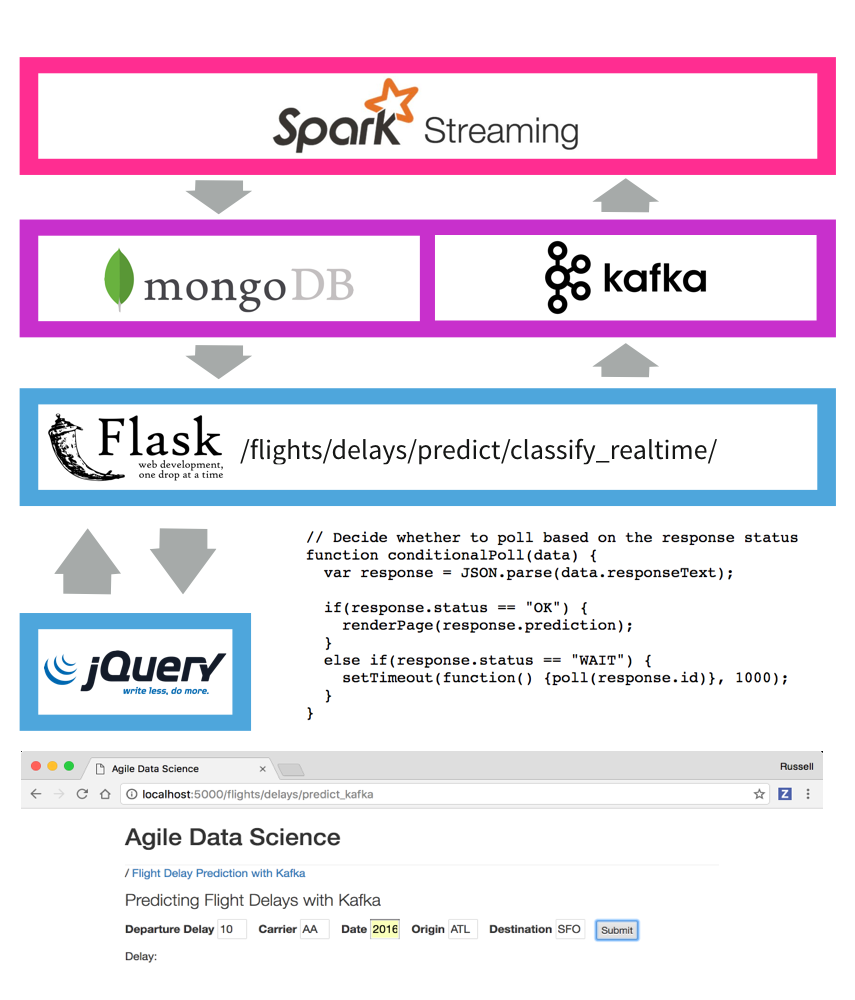 Spark Streaming
mongoDB
kafka
Flask
web development,
one drop at a time
/flights/delays/predict/classify_realtime/
// Decide whether to poll based on the response status
function conditionalPoll(data) {
  var response = JSON.parse(data.responseText);
  if(response.status == "OK") {
    renderPage(response.prediction);
  }
  else if(response.status == "WAIT") {
    setTimeout(function() {poll(response.id)}, 1000);
  }
}
jQuery
write less, do more.
Agile Data Science
Russell
localhost:5000/flights/delays/predict_kafka
Z
Agile Data Science
/ Flight Delay Prediction with Kafka
Predicting Flight Delays with Kafka
Departure Delay 10 Carrier AA Date 2016 Origin ATL Destination SFO Submit
Delay: